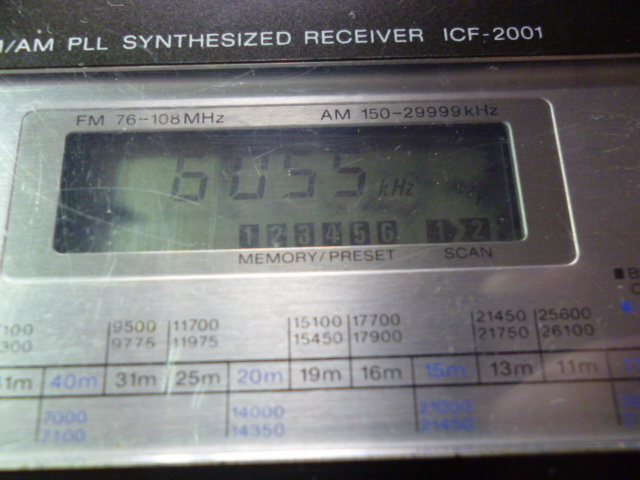 /AM PLL SYNTHESIZED RECEIVER ICF-2001
FM 76-108MHz AM 150-29999kHz
6055 kHz
1 2 3 4 5 6 1 2
MEMORY/PRESET SCAN
9500 11700 15100 17700 21450 25600
9775 11975 15450 17900 21750 26100
40m 31m 25m 20m 19m 16m 15m 13m 11m
7000 14000 21000
7100 14350 21450